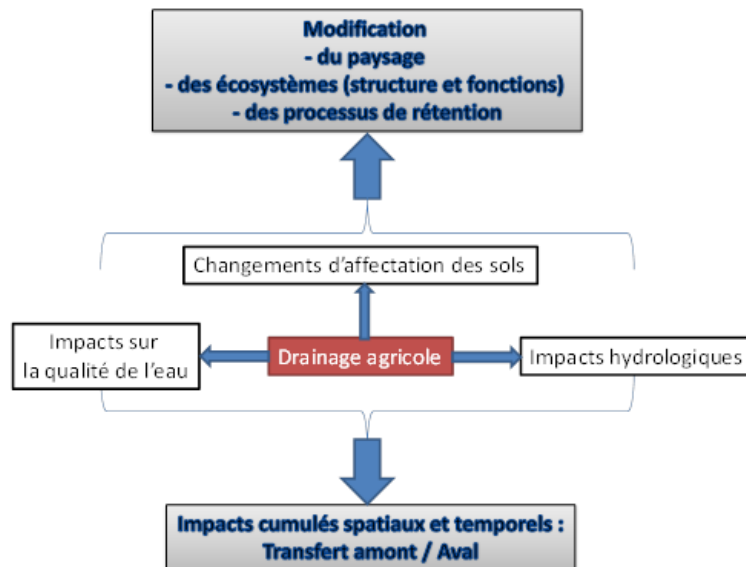 Modification
- du paysage
- des écosystèmes (structure et fonctions)
- des processus de rétention
Changements d'affectation des sols
Impacts sur
la qualité de l'eau
Drainage agricole
Impacts hydrologiques
Impacts cumulés spatiaux et temporels :
Transfert amont / Aval